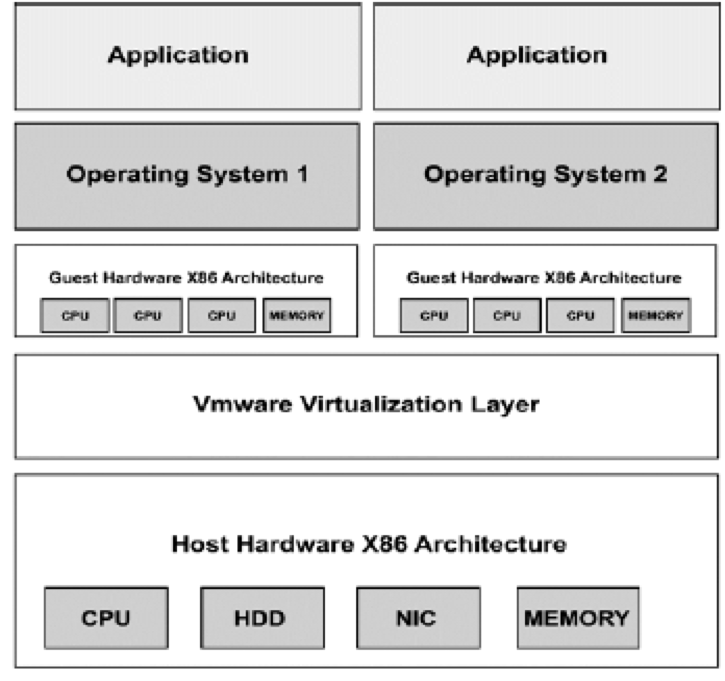 Application
Application
Operating System 1
Operating System 2
Guest Hardware X86 Architecture
CPU CPU CPU MEMORY
Guest Hardware X86 Architecture
CPU CPU CPU MEMORY
Vmware Virtualization Layer
Host Hardware X86 Architecture
CPU HDD NIC MEMORY